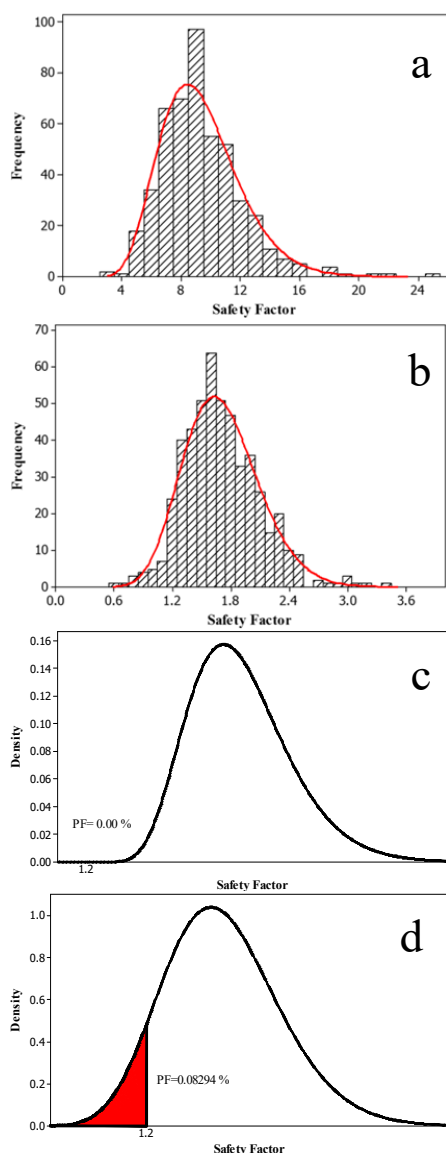 100
a
80
60
40
20
0
Frequency
0 4 8 12 16 20 24
Safety Factor
70
b
60
50
40
30
20
10
0
Frequency
0.0 0.6 1.2 1.8 2.4 3.0 3.6
Safety Factor
0.16
c
0.14
0.12
0.10
0.08
0.06
0.04
0.02
0.00
Density
PF= 0.00 %
1.2
Safety Factor
d
1.0
0.8
0.6
0.4
0.2
0.0
Density
PF=0.08294 %
1.2
Safety Factor